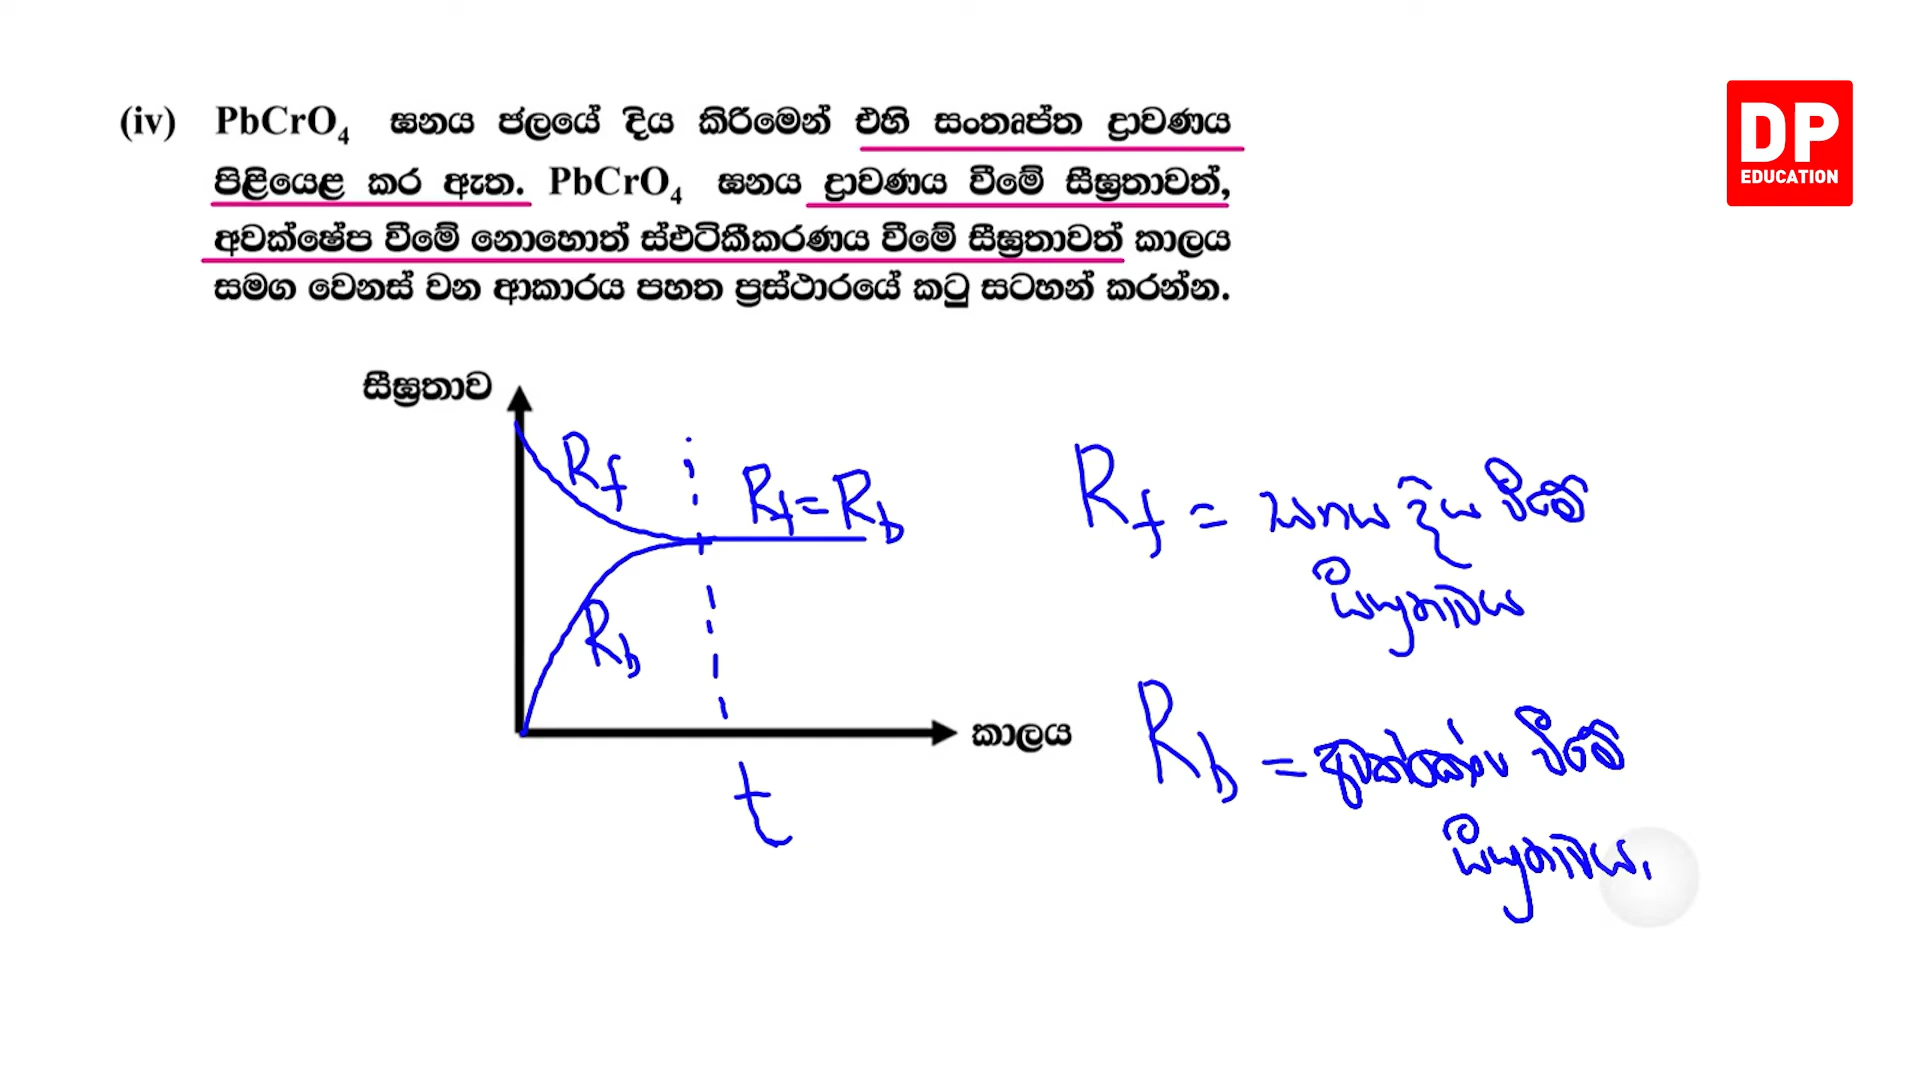 (iv) PbCrO₄ ඝනය ජලයේ දිය කිරීමෙන් එහි සංතෘප්ත ද්‍රාවණය
පිළියෙළ කර ඇත. PbCrO₄ ඝනය ද්‍රාවණය වීමේ සීඝ්‍රතාවත්,
අවක්ෂේප වීමේ නොහොත් ස්ඵටිකීකරණය වීමේ සීඝ්‍රතාවත් කාලය
සමග වෙනස් වන ආකාරය පහත ප්‍රස්ථාරයේ කටු සටහන් කරන්න.
DP
EDUCATION
සීඝ්‍රතාව
Rf
Rf = Rb
Rb
කාලය
t
Rf = ඝනය දිය වීමේ
සීඝ්‍රතාවය
Rb = අවක්ෂේප වීමේ
සීඝ්‍රතාවය.